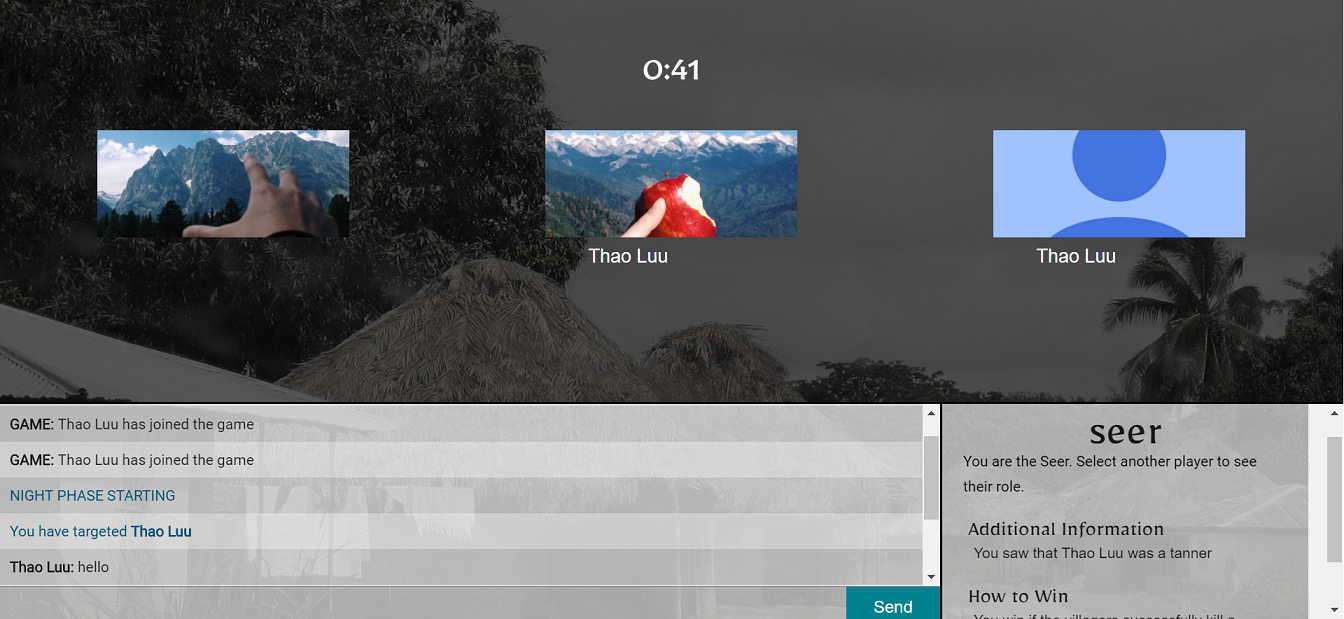 0:41
Thao Luu
Thao Luu
GAME: Thao Luu has joined the game
GAME: Thao Luu has joined the game
NIGHT PHASE STARTING
You have targeted Thao Luu
Thao Luu: hello
Send
seer
You are the Seer. Select another player to see
their role.
Additional Information
You saw that Thao Luu was a tanner
How to Win
You win if the villagers successfully kill a